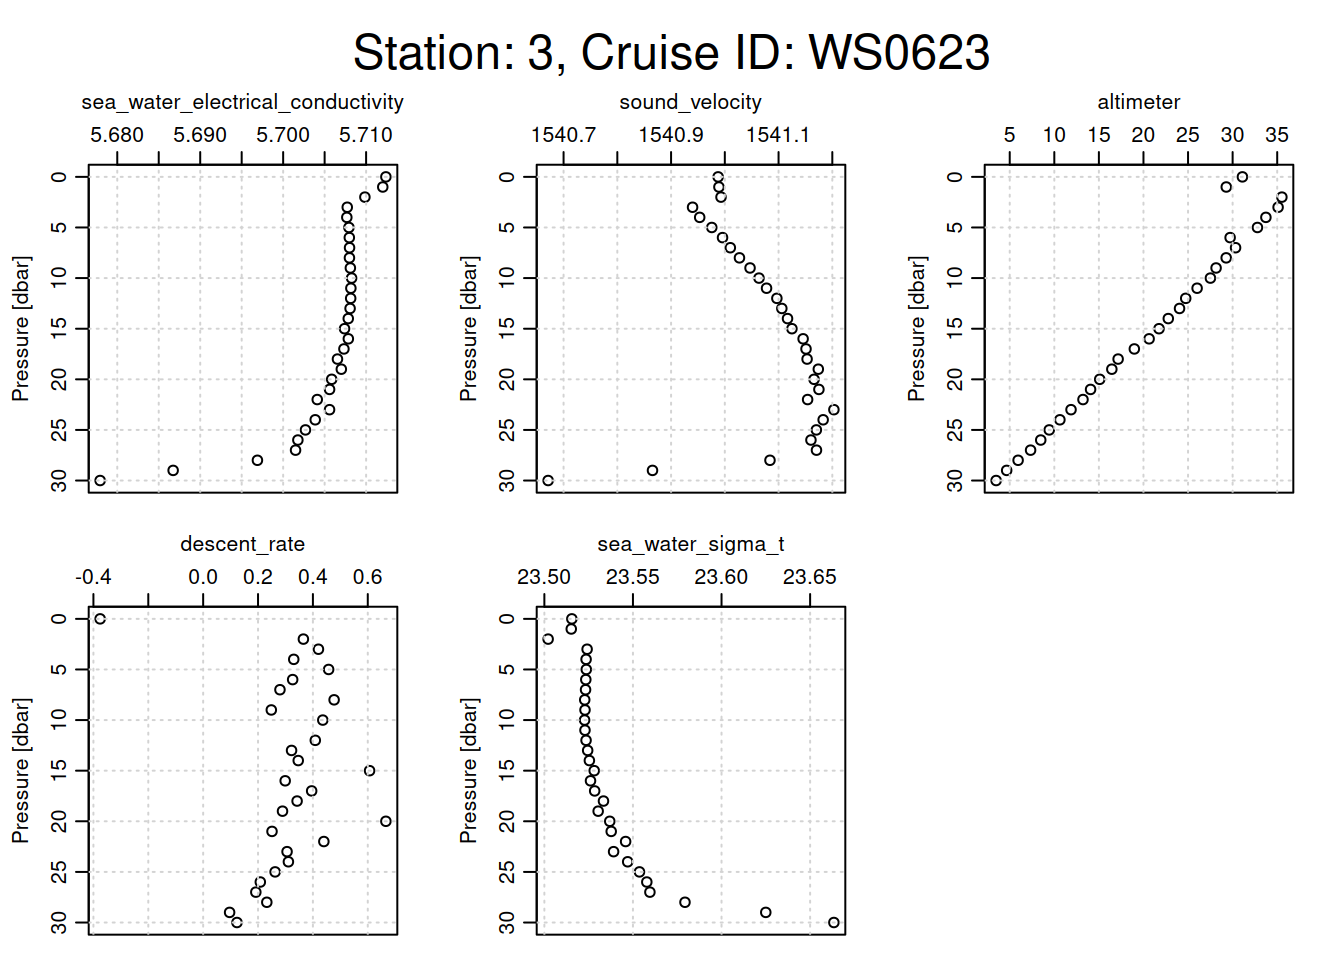 Station: 3, Cruise ID: WS0623
sea_water_electrical_conductivity
5.680 5.690 5.700 5.710
Pressure [dbar]
0 5 10 15 20 25 30
sound_velocity
1540.7 1540.9 1541.1
Pressure [dbar]
0 5 10 15 20 25 30
altimeter
5 10 15 20 25 30 35
Pressure [dbar]
0 5 10 15 20 25 30
descent_rate
-0.4 0.0 0.2 0.4 0.6
Pressure [dbar]
0 5 10 15 20 25 30
sea_water_sigma_t
23.50 23.55 23.60 23.65
Pressure [dbar]
0 5 10 15 20 25 30